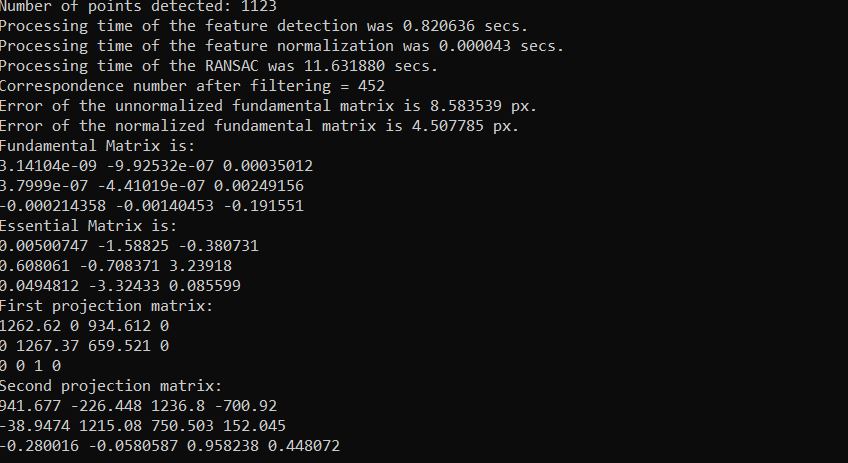 Number of points detected: 1123
Processing time of the feature detection was 0.820636 secs.
Processing time of the feature normalization was 0.000043 secs.
Processing time of the RANSAC was 11.631880 secs.
Correspondence number after filtering = 452
Error of the unnormalized fundamental matrix is 8.583539 px.
Error of the normalized fundamental matrix is 4.507785 px.
Fundamental Matrix is:
3.14104e-09 -9.92532e-07 0.00035012
3.7999e-07 -4.41019e-07 0.00249156
-0.000214358 -0.00140453 -0.191551
Essential Matrix is:
0.00500747 -1.58825 -0.380731
0.608061 -0.708371 3.23918
0.0494812 -3.32433 0.085599
First projection matrix:
1262.62 0 934.612 0
0 1267.37 659.521 0
0 0 1 0
Second projection matrix:
941.677 -226.448 1236.8 -700.92
-38.9474 1215.08 750.503 152.045
-0.280016 -0.0580587 0.958238 0.448072